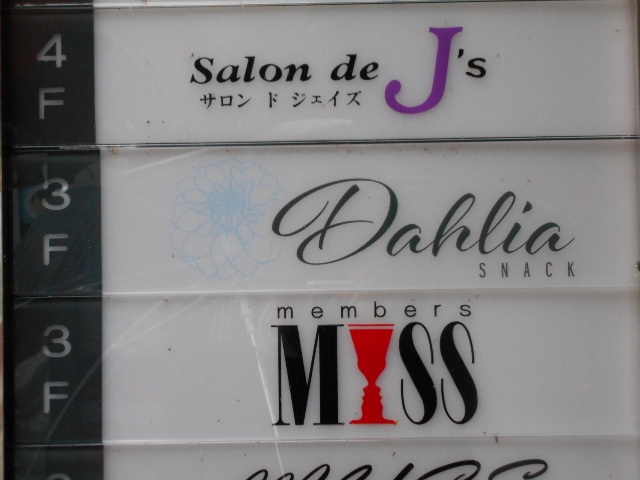 4F
Salon de J's
サロン ド ジェイズ
3F
Dahlia
SNACK
3F
members
MISS